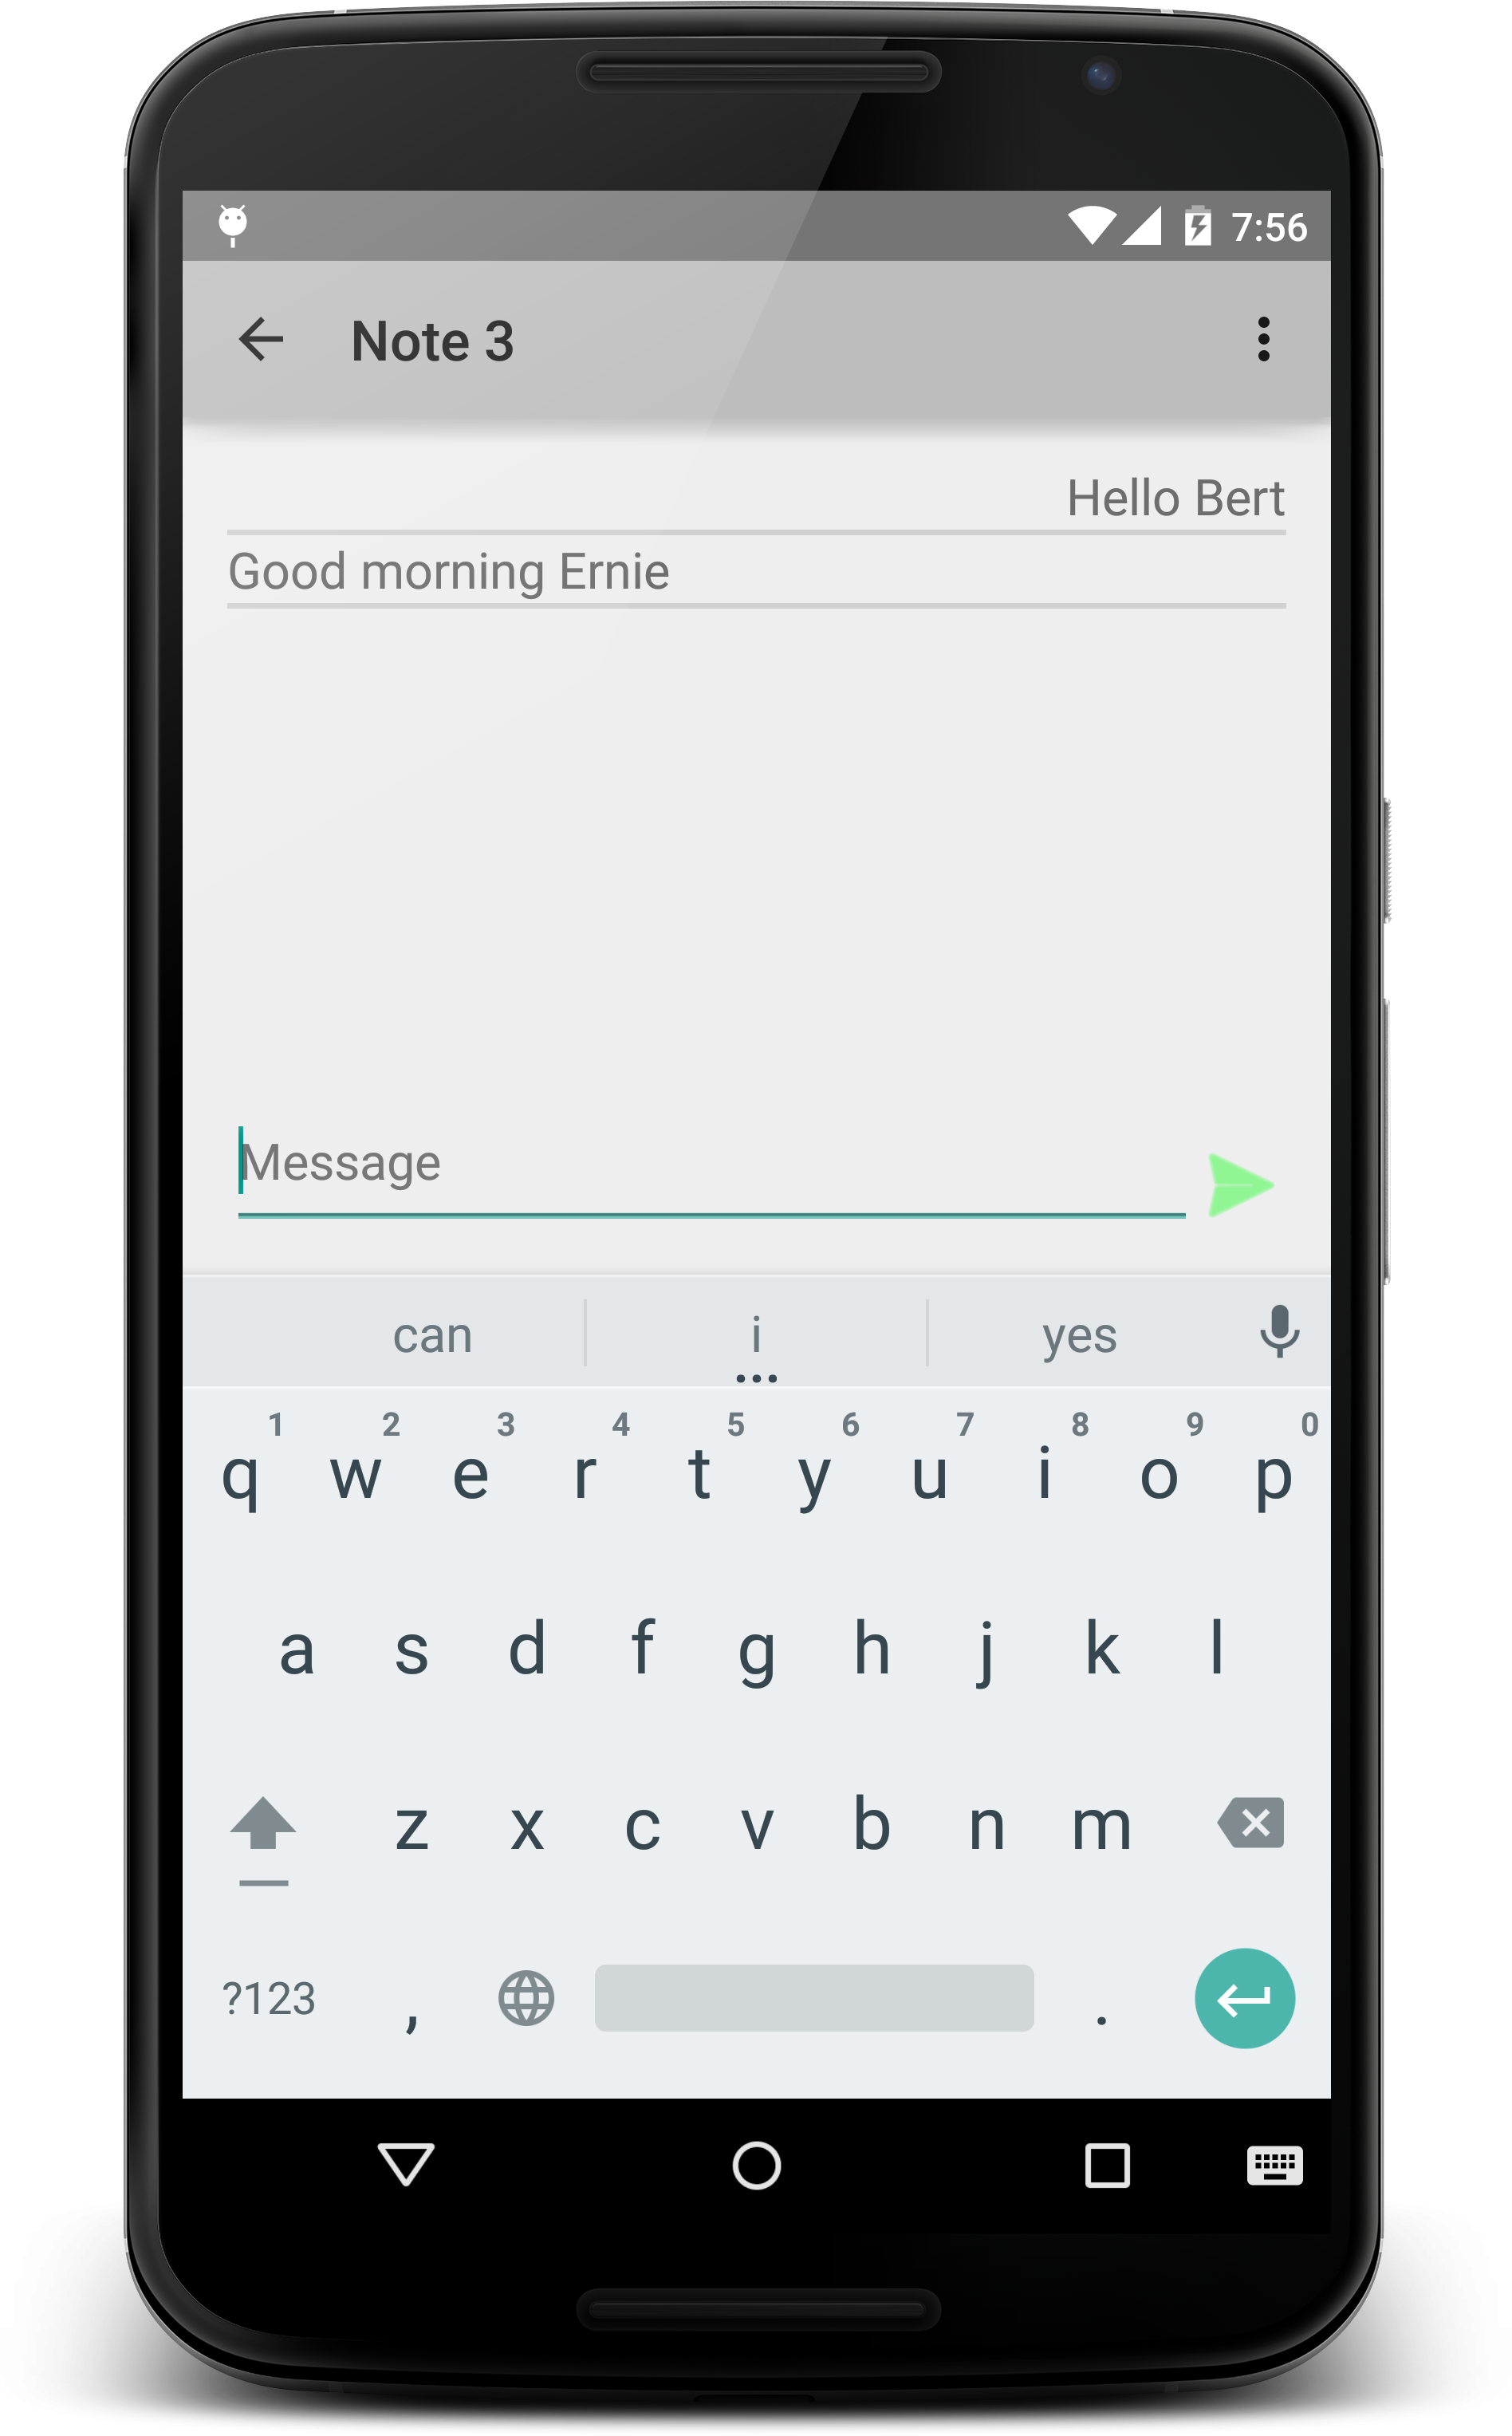 7:56
Note 3
Hello Bert
Good morning Ernie
Message
can i yes
1 2 3 4 5 6 7 8 9 0
q w e r t y u i o p
a s d f g h j k l
z x c v b n m
?123 , .